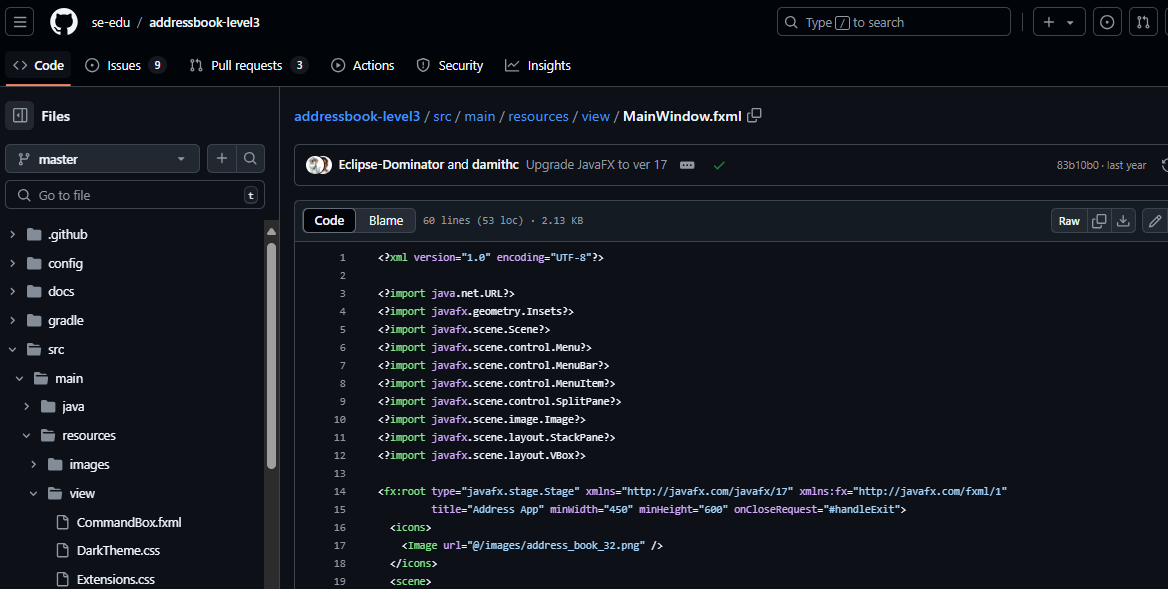 se-edu / addressbook-level3
Type / to search
Code
Issues 9
Pull requests 3
Actions
Security
Insights
Files
master
Go to file
t
.github
config
docs
gradle
src
main
java
resources
images
view
CommandBox.fxml
DarkTheme.css
Extensions.css
addressbook-level3 / src / main / resources / view / MainWindow.fxml
Eclipse-Dominator and damithc Upgrade JavaFX to ver 17
83b10b0 · last year
Code Blame 60 lines (53 loc) · 2.13 KB
Raw
1 <?xml version="1.0" encoding="UTF-8"?>
2
3 <?import java.net.URL?>
4 <?import javafx.geometry.Insets?>
5 <?import javafx.scene.Scene?>
6 <?import javafx.scene.control.Menu?>
7 <?import javafx.scene.control.MenuBar?>
8 <?import javafx.scene.control.MenuItem?>
9 <?import javafx.scene.control.SplitPane?>
10 <?import javafx.scene.image.Image?>
11 <?import javafx.scene.layout.StackPane?>
12 <?import javafx.scene.layout.VBox?>
13
14 <fx:root type="javafx.stage.Stage" xmlns="http://javafx.com/javafx/17" xmlns:fx="http://javafx.com/fxml/1"
15 title="Address App" minWidth="450" minHeight="600" onCloseRequest="#handleExit">
16 <icons>
17 <Image url="@/images/address_book_32.png" />
18 </icons>
19 <scene>